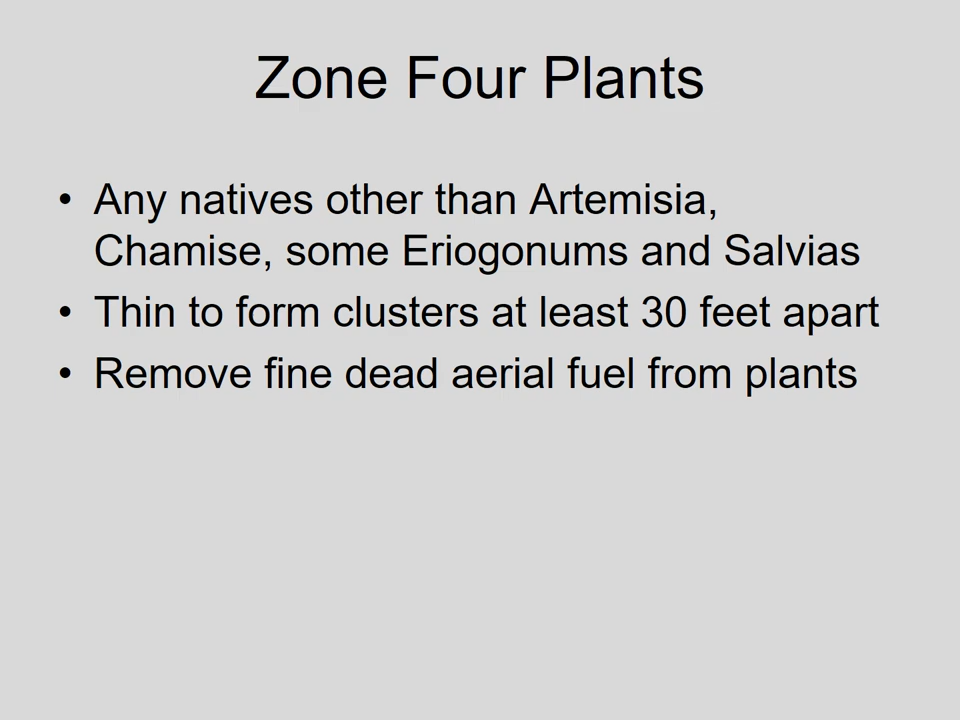 Zone Four Plants
• Any natives other than Artemisia,
Chamise, some Eriogonums and Salvias
• Thin to form clusters at least 30 feet apart
• Remove fine dead aerial fuel from plants